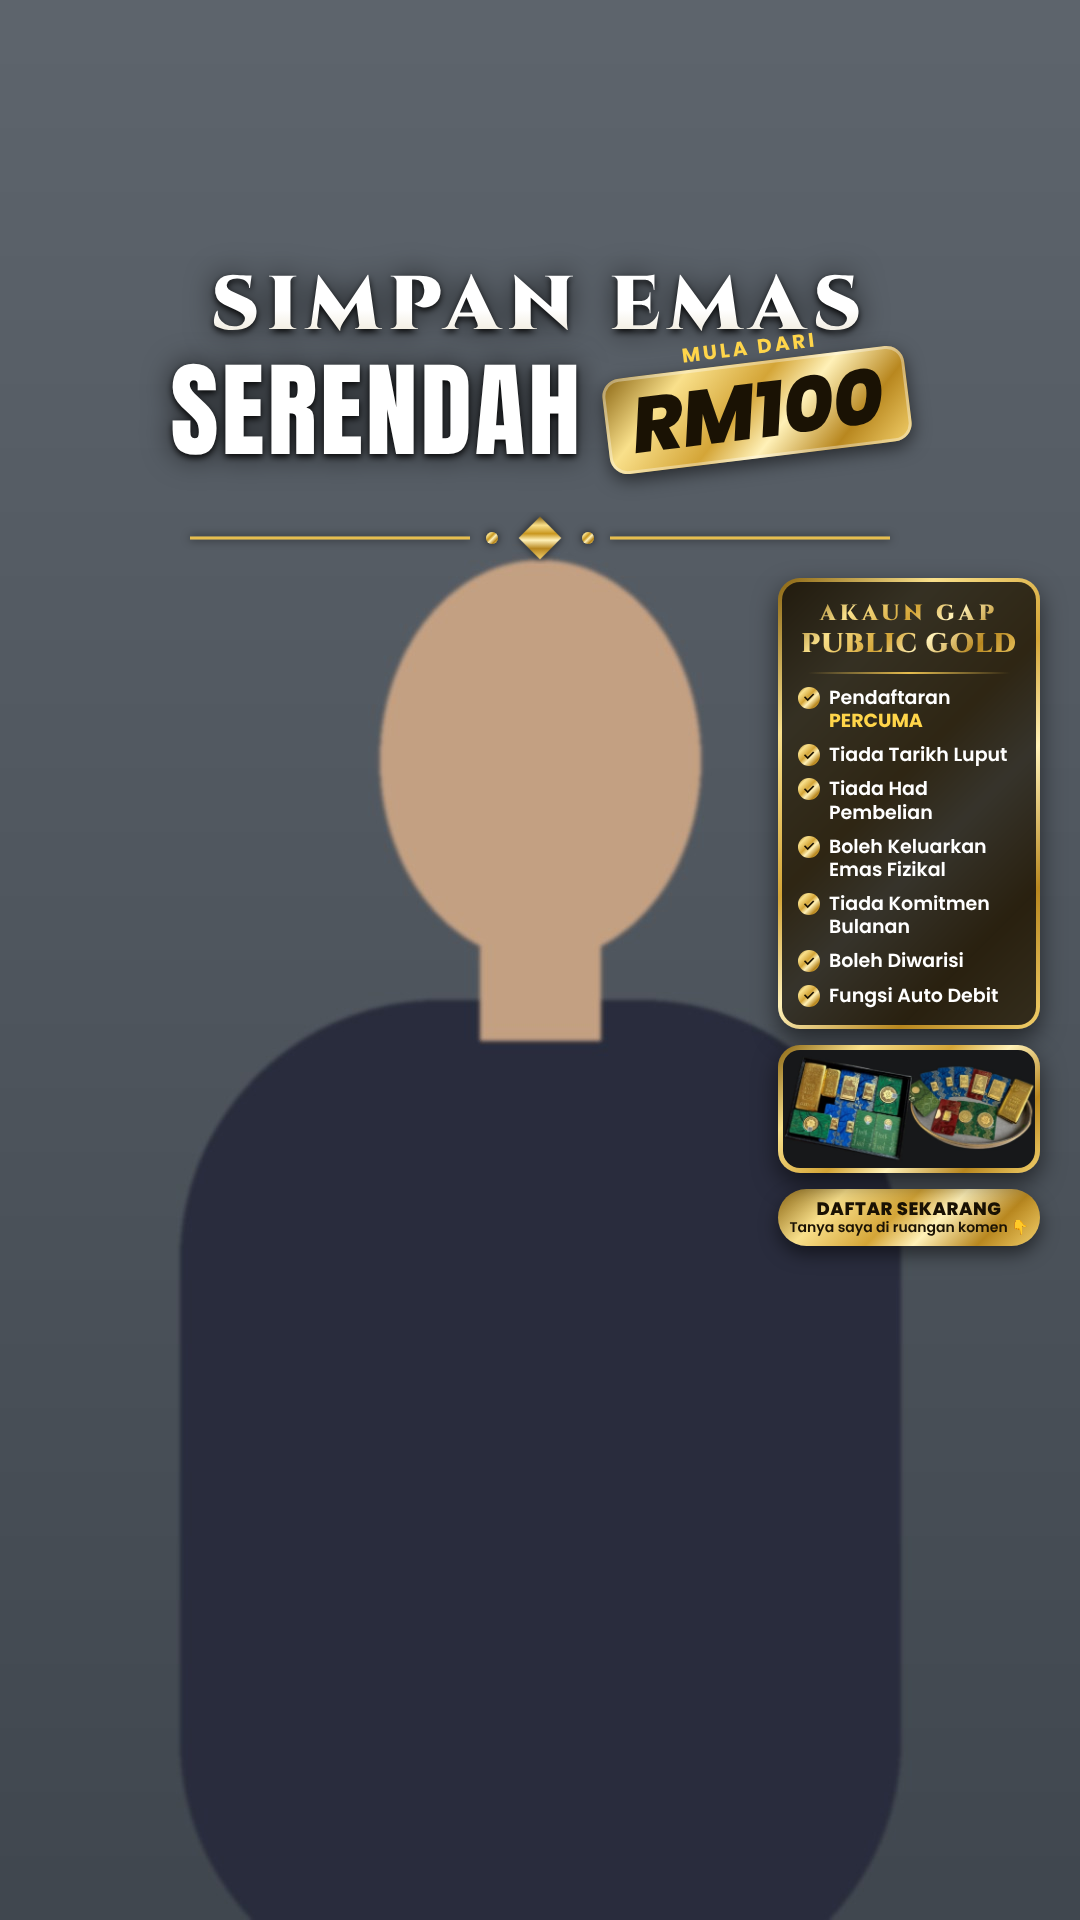 SIMPAN EMAS
MULA DARI
SERENDAH RM100
AKAUN GAP
PUBLIC GOLD
Pendaftaran
PERCUMA
Tiada Tarikh Luput
Tiada Had
Pembelian
Boleh Keluarkan
Emas Fizikal
Tiada Komitmen
Bulanan
Boleh Diwarisi
Fungsi Auto Debit
DAFTAR SEKARANG
Tanya saya di ruangan komen 👇